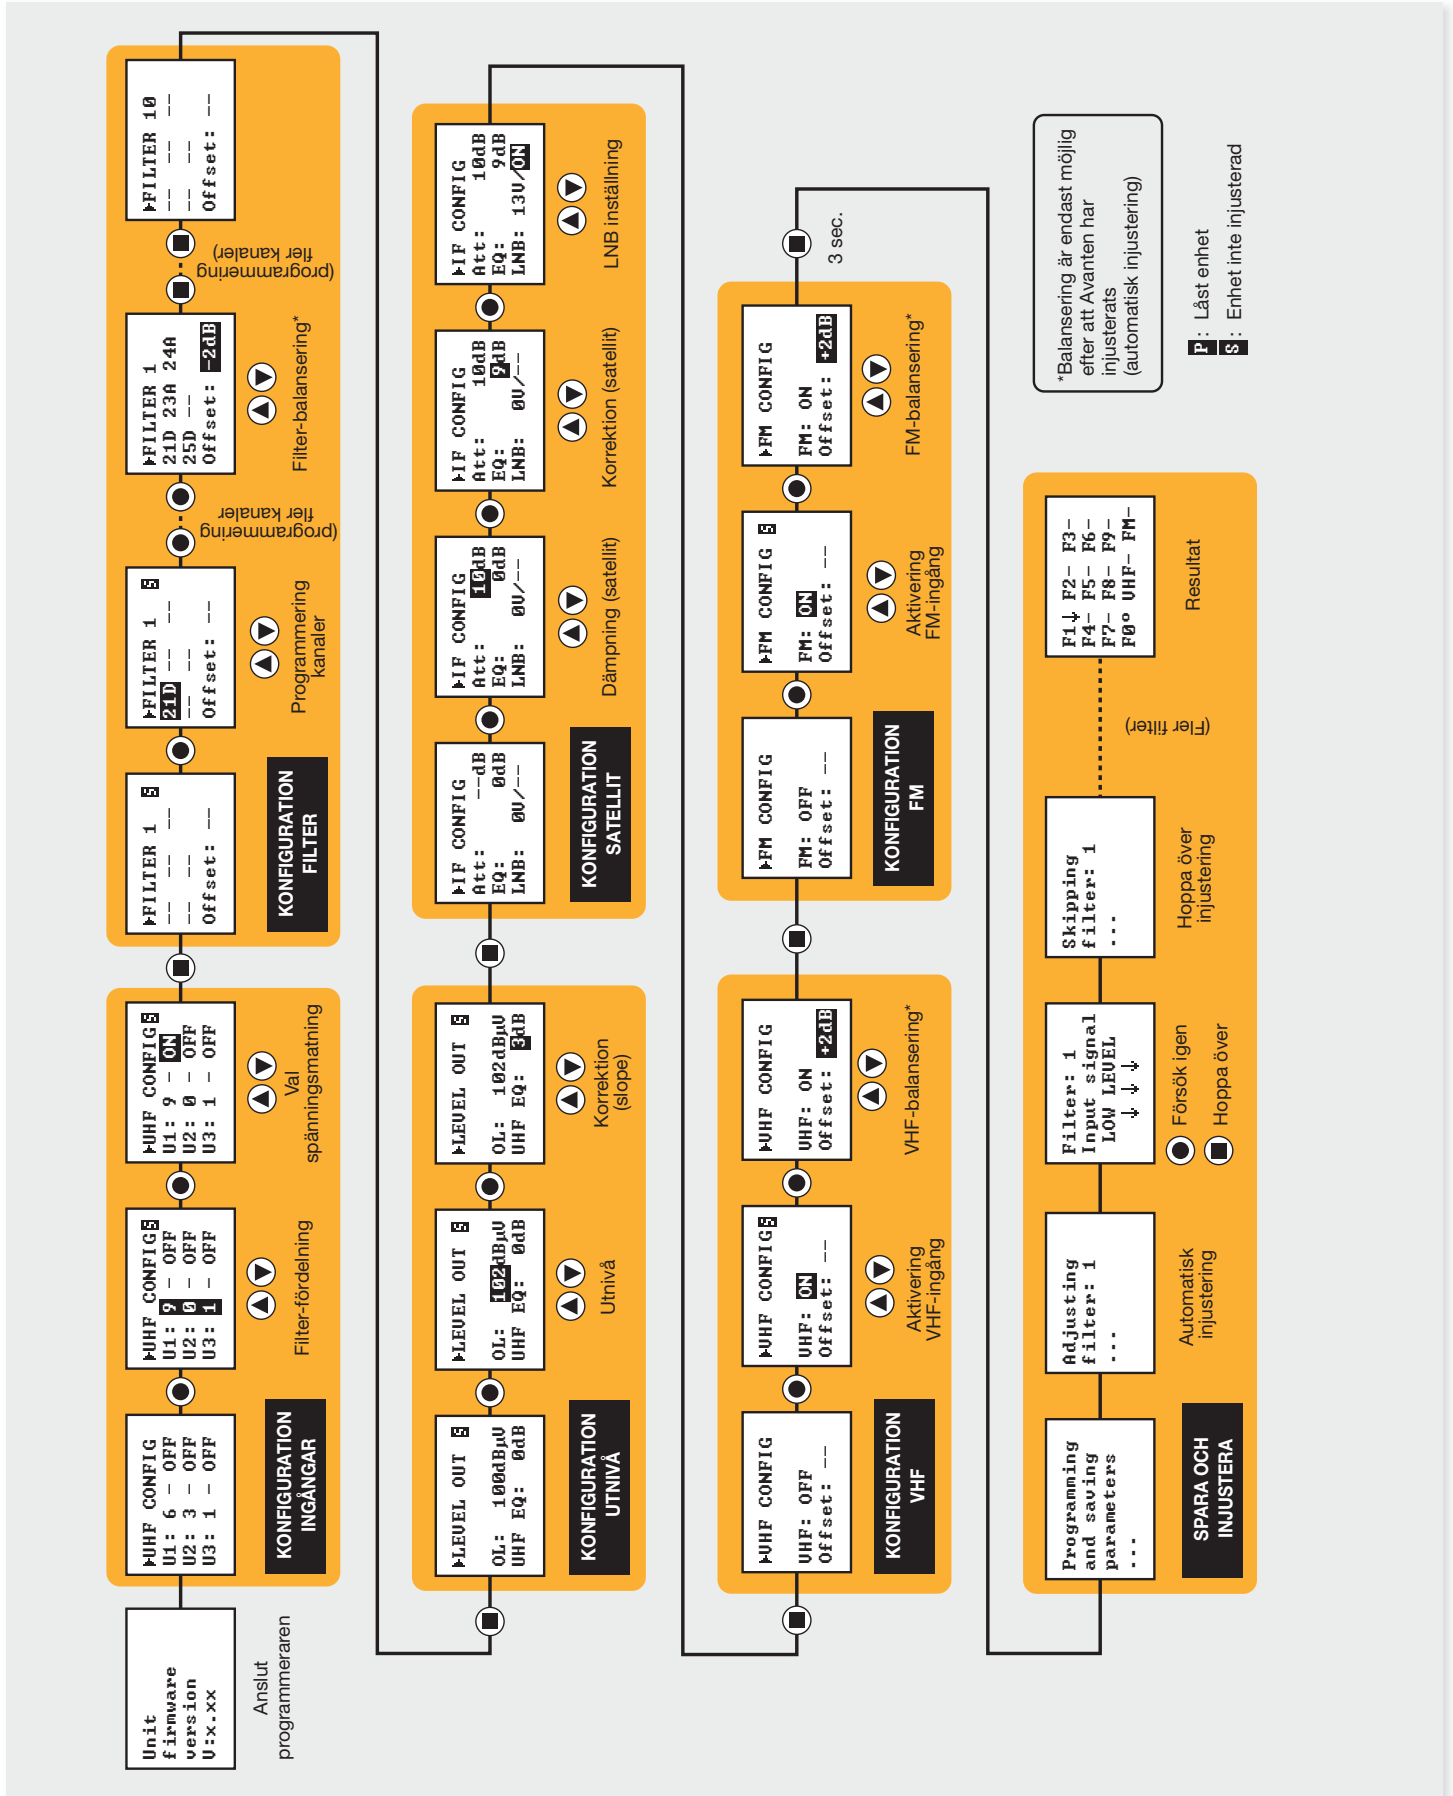 Unit
firmware
version
V:x.xx
Anslut
programmeraren
▶UHF CONFIG
U1: 6 - OFF
U2: 3 - OFF
U3: 1 - OFF
KONFIGURATION
INGÅNGAR
▶UHF CONFIG S
U1: 9 - OFF
U2: 0 - OFF
U3: 1 - OFF
Filter-fördelning
▶UHF CONFIG S
U1: 9 - ON
U2: 0 - OFF
U3: 1 - OFF
Val
spänningsmatning
▶FILTER 1 S
-- -- --
-- --
Offset: --
KONFIGURATION
FILTER
▶FILTER 1 S
21D -- --
-- --
Offset: --
Programmering
kanaler
(programmering
fler kanaler
▶FILTER 1
21D 23A 24A
25D --
Offset: -2dB
Filter-balansering*
(programmering
fler kanaler)
▶FILTER 10
-- -- --
-- --
Offset: --
▶LEVEL OUT S
OL: 100dBµV
UHF EQ: 0dB
KONFIGURATION
UTNIVÅ
▶LEVEL OUT S
OL: 102dBµV
UHF EQ: 0dB
Utnivå
▶LEVEL OUT S
OL: 102dBµV
UHF EQ: 3dB
Korrektion
(slope)
▶IF CONFIG
Att: --dB
EQ: 0dB
LNB: 0V/--
KONFIGURATION
SATELLIT
▶IF CONFIG
Att: 10dB
EQ: 0dB
LNB: 0V/--
Dämpning (satellit)
▶IF CONFIG
Att: 10dB
EQ: 9dB
LNB: 0V/--
Korrektion (satellit)
▶IF CONFIG
Att: 10dB
EQ: 9dB
LNB: 13V/ON
LNB inställning
▶VHF CONFIG
VHF: OFF
Offset: --
KONFIGURATION
VHF
▶VHF CONFIG S
VHF: ON
Offset: --
Aktivering
VHF-ingång
▶VHF CONFIG
VHF: ON
Offset: +2dB
VHF-balansering*
▶FM CONFIG
FM: OFF
Offset: --
KONFIGURATION
FM
▶FM CONFIG S
FM: ON
Offset: --
Aktivering
FM-ingång
▶FM CONFIG
FM: ON
Offset: +2dB
FM-balansering*
3 sec.
Programming
and saving
parameters
...
SPARA OCH
INJUSTERA
Adjusting
filter: 1
...
Automatisk
injustering
Filter: 1
Input signal
LOW LEVEL
↓ ↓ ↓
Försök igen
Hoppa över
Skipping
filter: 1
...
Hoppa över
injustering
(Fler filter)
F1↓ F2- F3-
F4- F5- F6-
F7- F8- F9-
F0º VHF- FM-
Resultat
*Balansering är endast möjlig
efter att Avanten har
injusterats
(automatisk injustering)
P : Låst enhet
S : Enhet inte injusterad